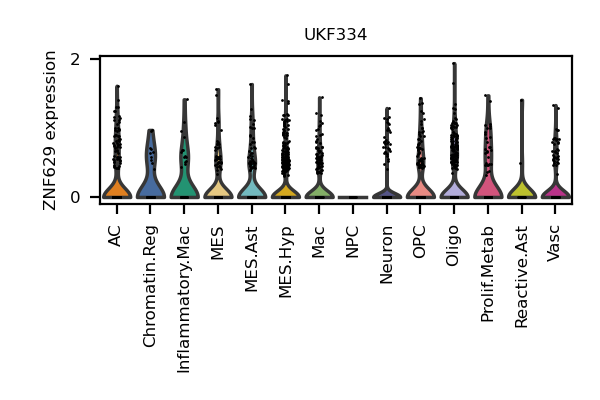 UKF334
ZNF629 expression
2
0
AC
Chromatin.Reg
Inflammatory.Mac
MES
MES.Ast
MES.Hyp
Mac
NPC
Neuron
OPC
Oligo
Prolif.Metab
Reactive.Ast
Vasc